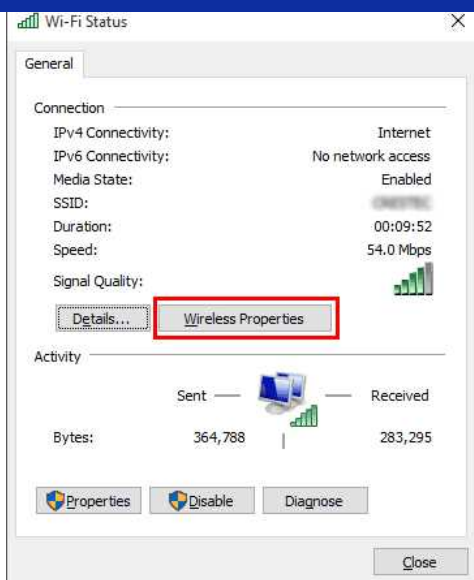 Wi-Fi Status
General
Connection
IPv4 Connectivity: Internet
IPv6 Connectivity: No network access
Media State: Enabled
SSID:
Duration: 00:09:52
Speed: 54.0 Mbps
Signal Quality:
Details... Wireless Properties
Activity
Sent Received
Bytes: 364,788 283,295
Properties Disable Diagnose
Close